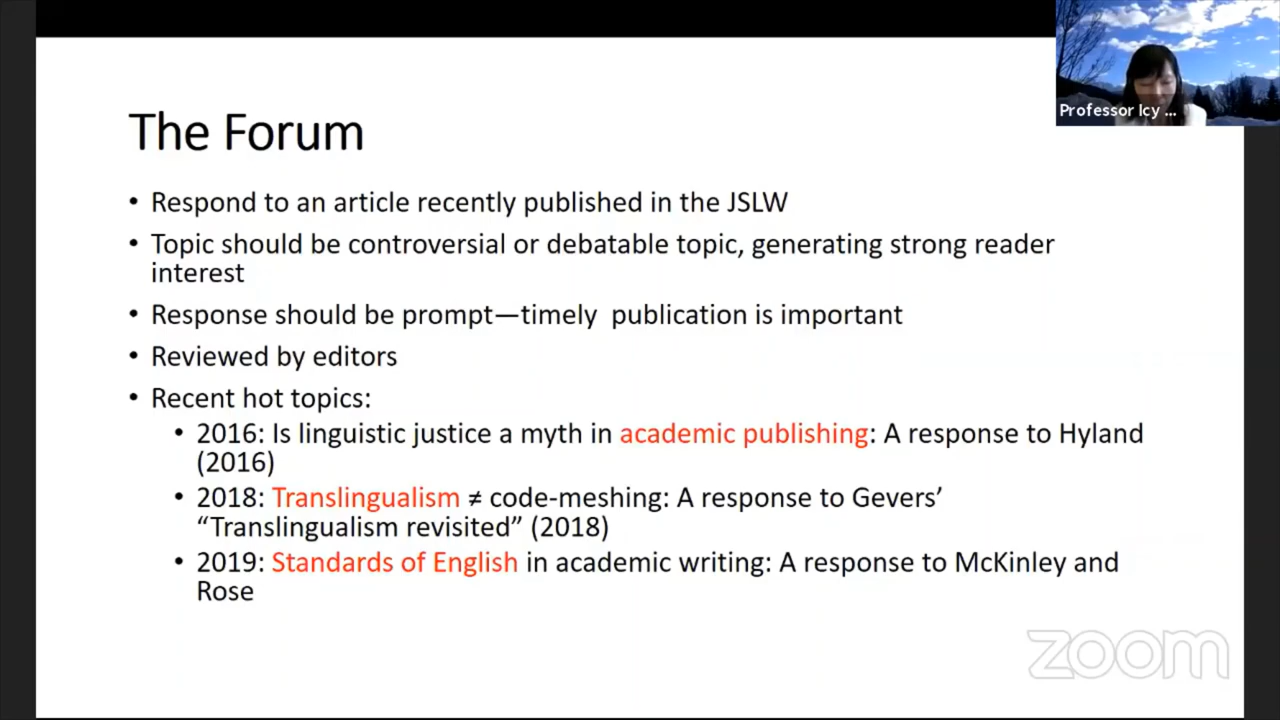 Professor Icy ...
The Forum
• Respond to an article recently published in the JSLW
• Topic should be controversial or debatable topic, generating strong reader
interest
• Response should be prompt—timely  publication is important
• Reviewed by editors
• Recent hot topics:
• 2016: Is linguistic justice a myth in academic publishing: A response to Hyland
(2016)
• 2018: Translingualism ≠ code-meshing: A response to Gevers’
“Translingualism revisited” (2018)
• 2019: Standards of English in academic writing: A response to McKinley and
Rose
zoom